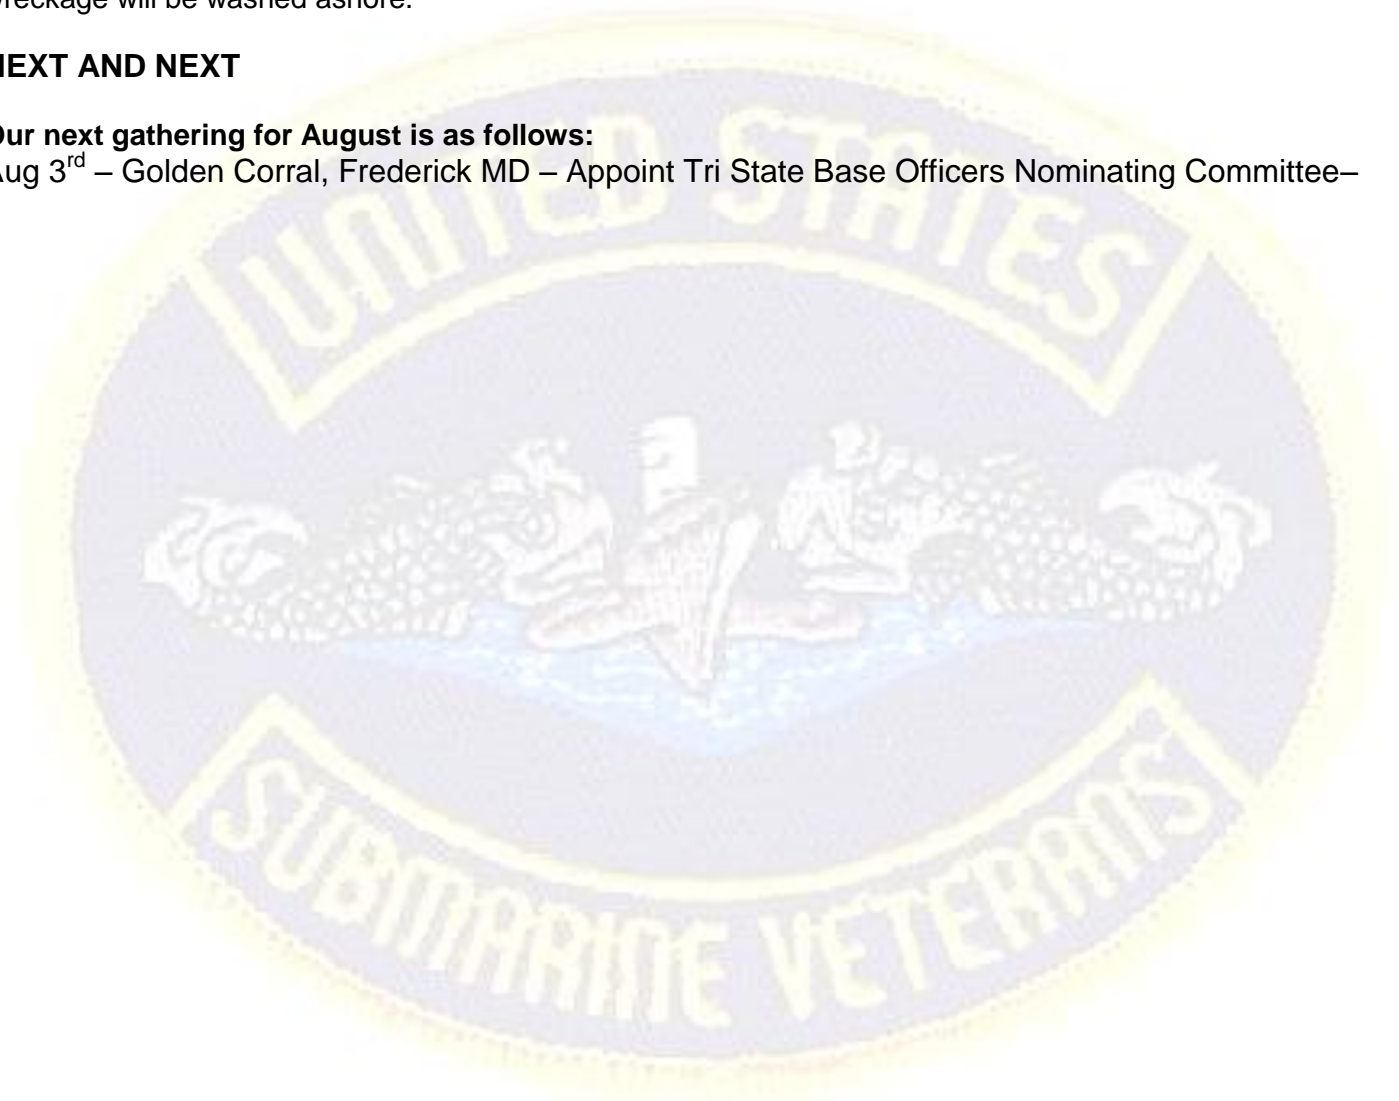 reckage will be washed ashore.
NEXT AND NEXT
Our next gathering for August is as follows:
Aug 3rd – Golden Corral, Frederick MD – Appoint Tri State Base Officers Nominating Committee–
UNITED STATES
SUBMARINE VETERANS